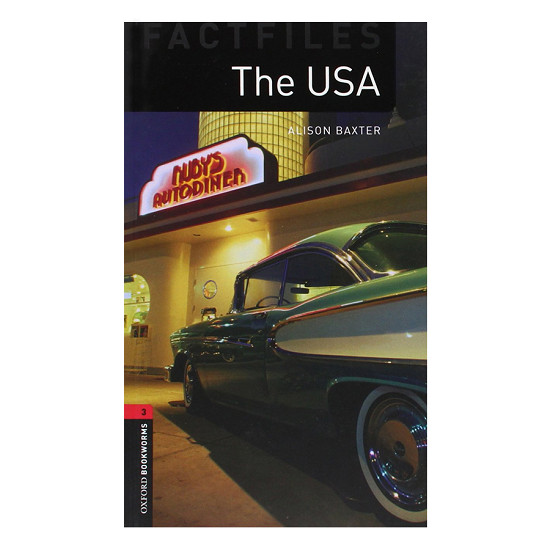 FACTFILES
The USA
ALISON BAXTER
RUBY'S
AUTODINER
3
OXFORD BOOKWORMS